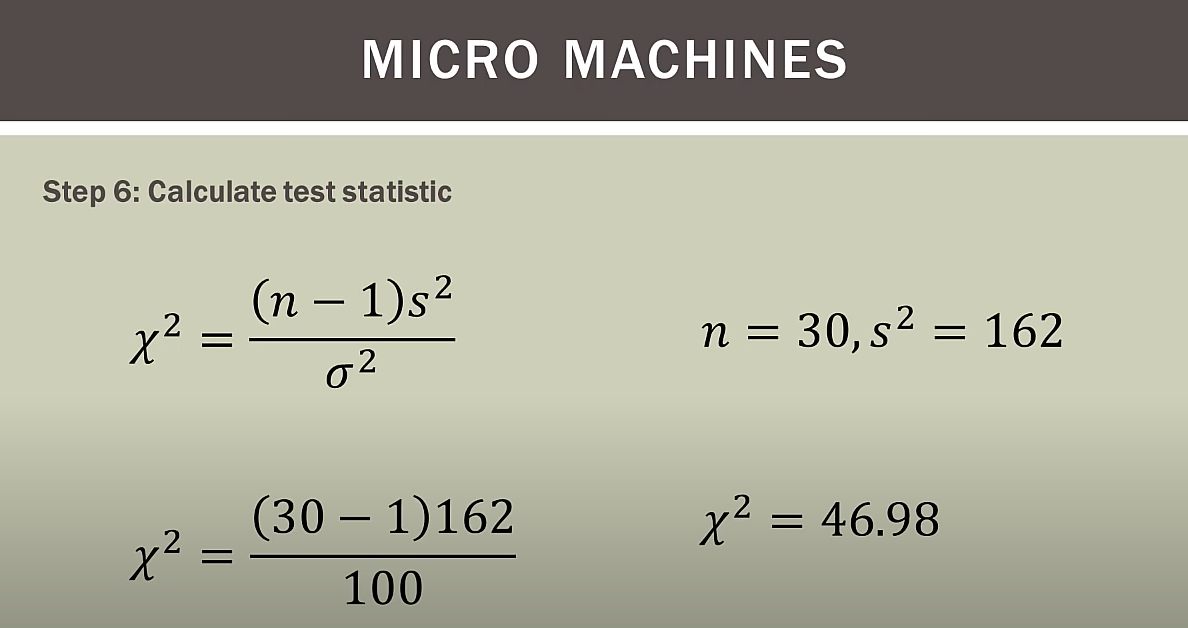 MICRO MACHINES
Step 6: Calculate test statistic
χ² = (n − 1)s² / σ²
n = 30, s² = 162
χ² = (30 − 1)162 / 100
χ² = 46.98